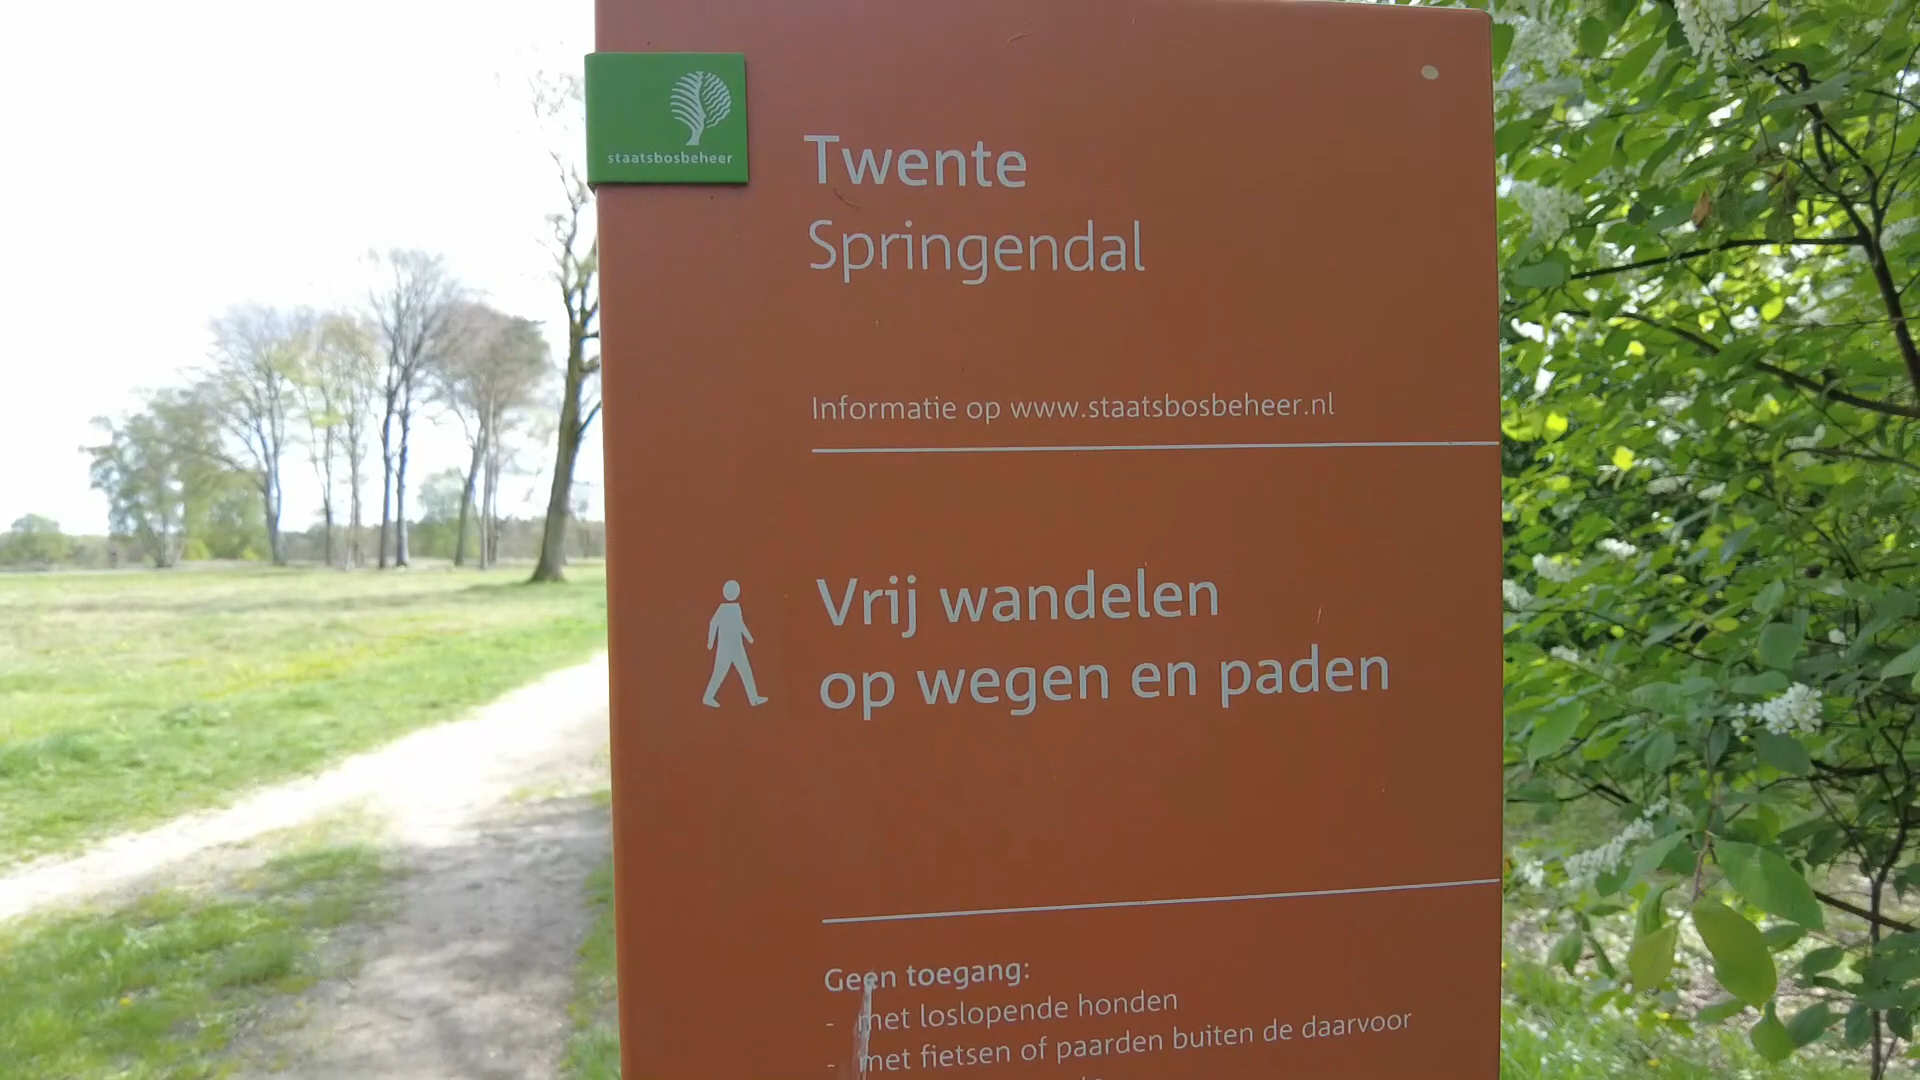 staatsbosbeheer
Twente
Springendal
Informatie op www.staatsbosbeheer.nl
Vrij wandelen
op wegen en paden
Geen toegang:
- met loslopende honden
- met fietsen of paarden buiten de daarvoor